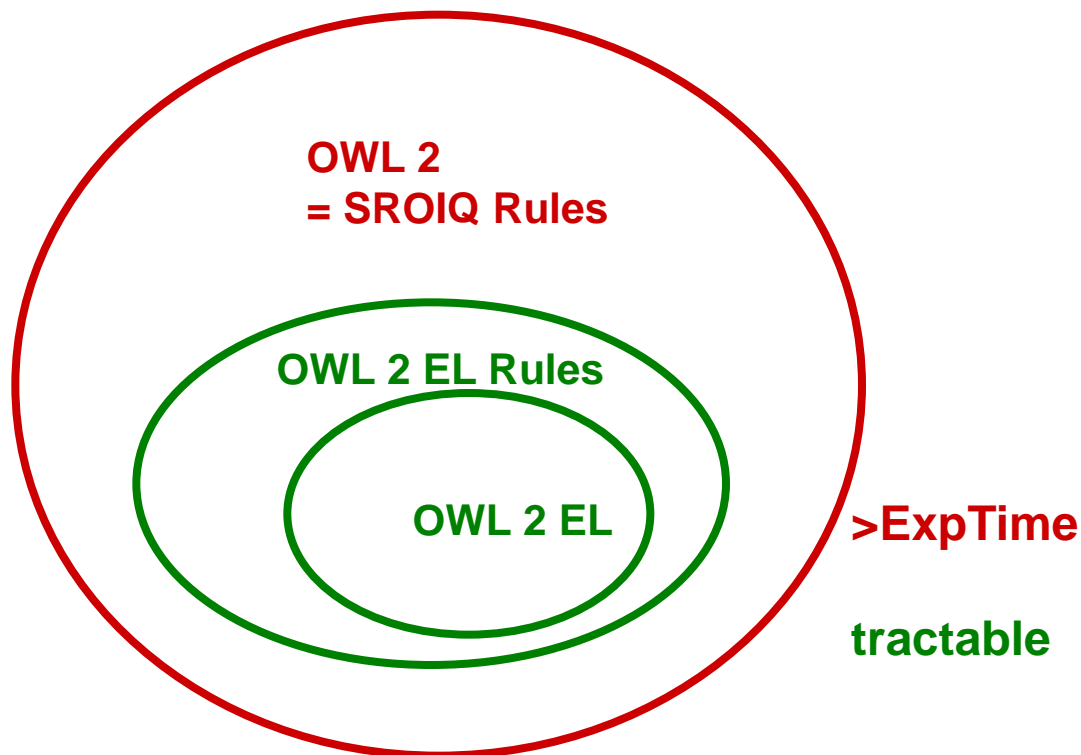 OWL 2
= SROIQ Rules
OWL 2 EL Rules
OWL 2 EL
>ExpTime
tractable